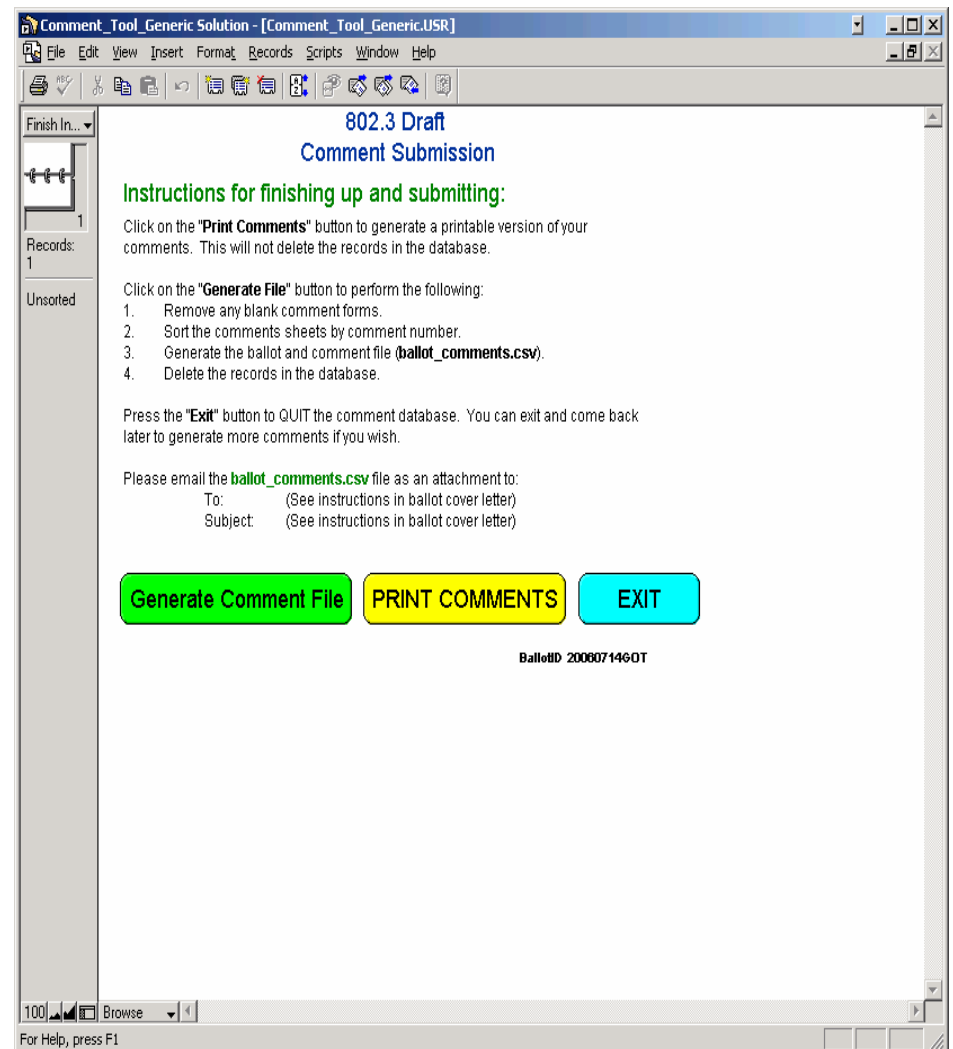 Comment_Tool_Generic Solution - [Comment_Tool_Generic.USR]
File Edit View Insert Format Records Scripts Window Help
Finish In...
1
Records:
1
Unsorted
802.3 Draft
Comment Submission
Instructions for finishing up and submitting:
Click on the "Print Comments" button to generate a printable version of your
comments. This will not delete the records in the database.
Click on the "Generate File" button to perform the following:
1. Remove any blank comment forms.
2. Sort the comments sheets by comment number.
3. Generate the ballot and comment file (ballot_comments.csv).
4. Delete the records in the database.
Press the "Exit" button to QUIT the comment database. You can exit and come back
later to generate more comments if you wish.
Please email the ballot_comments.csv file as an attachment to:
To: (See instructions in ballot cover letter)
Subject: (See instructions in ballot cover letter)
Generate Comment File PRINT COMMENTS EXIT
BallotID 20060714GOT
100 Browse
For Help, press F1